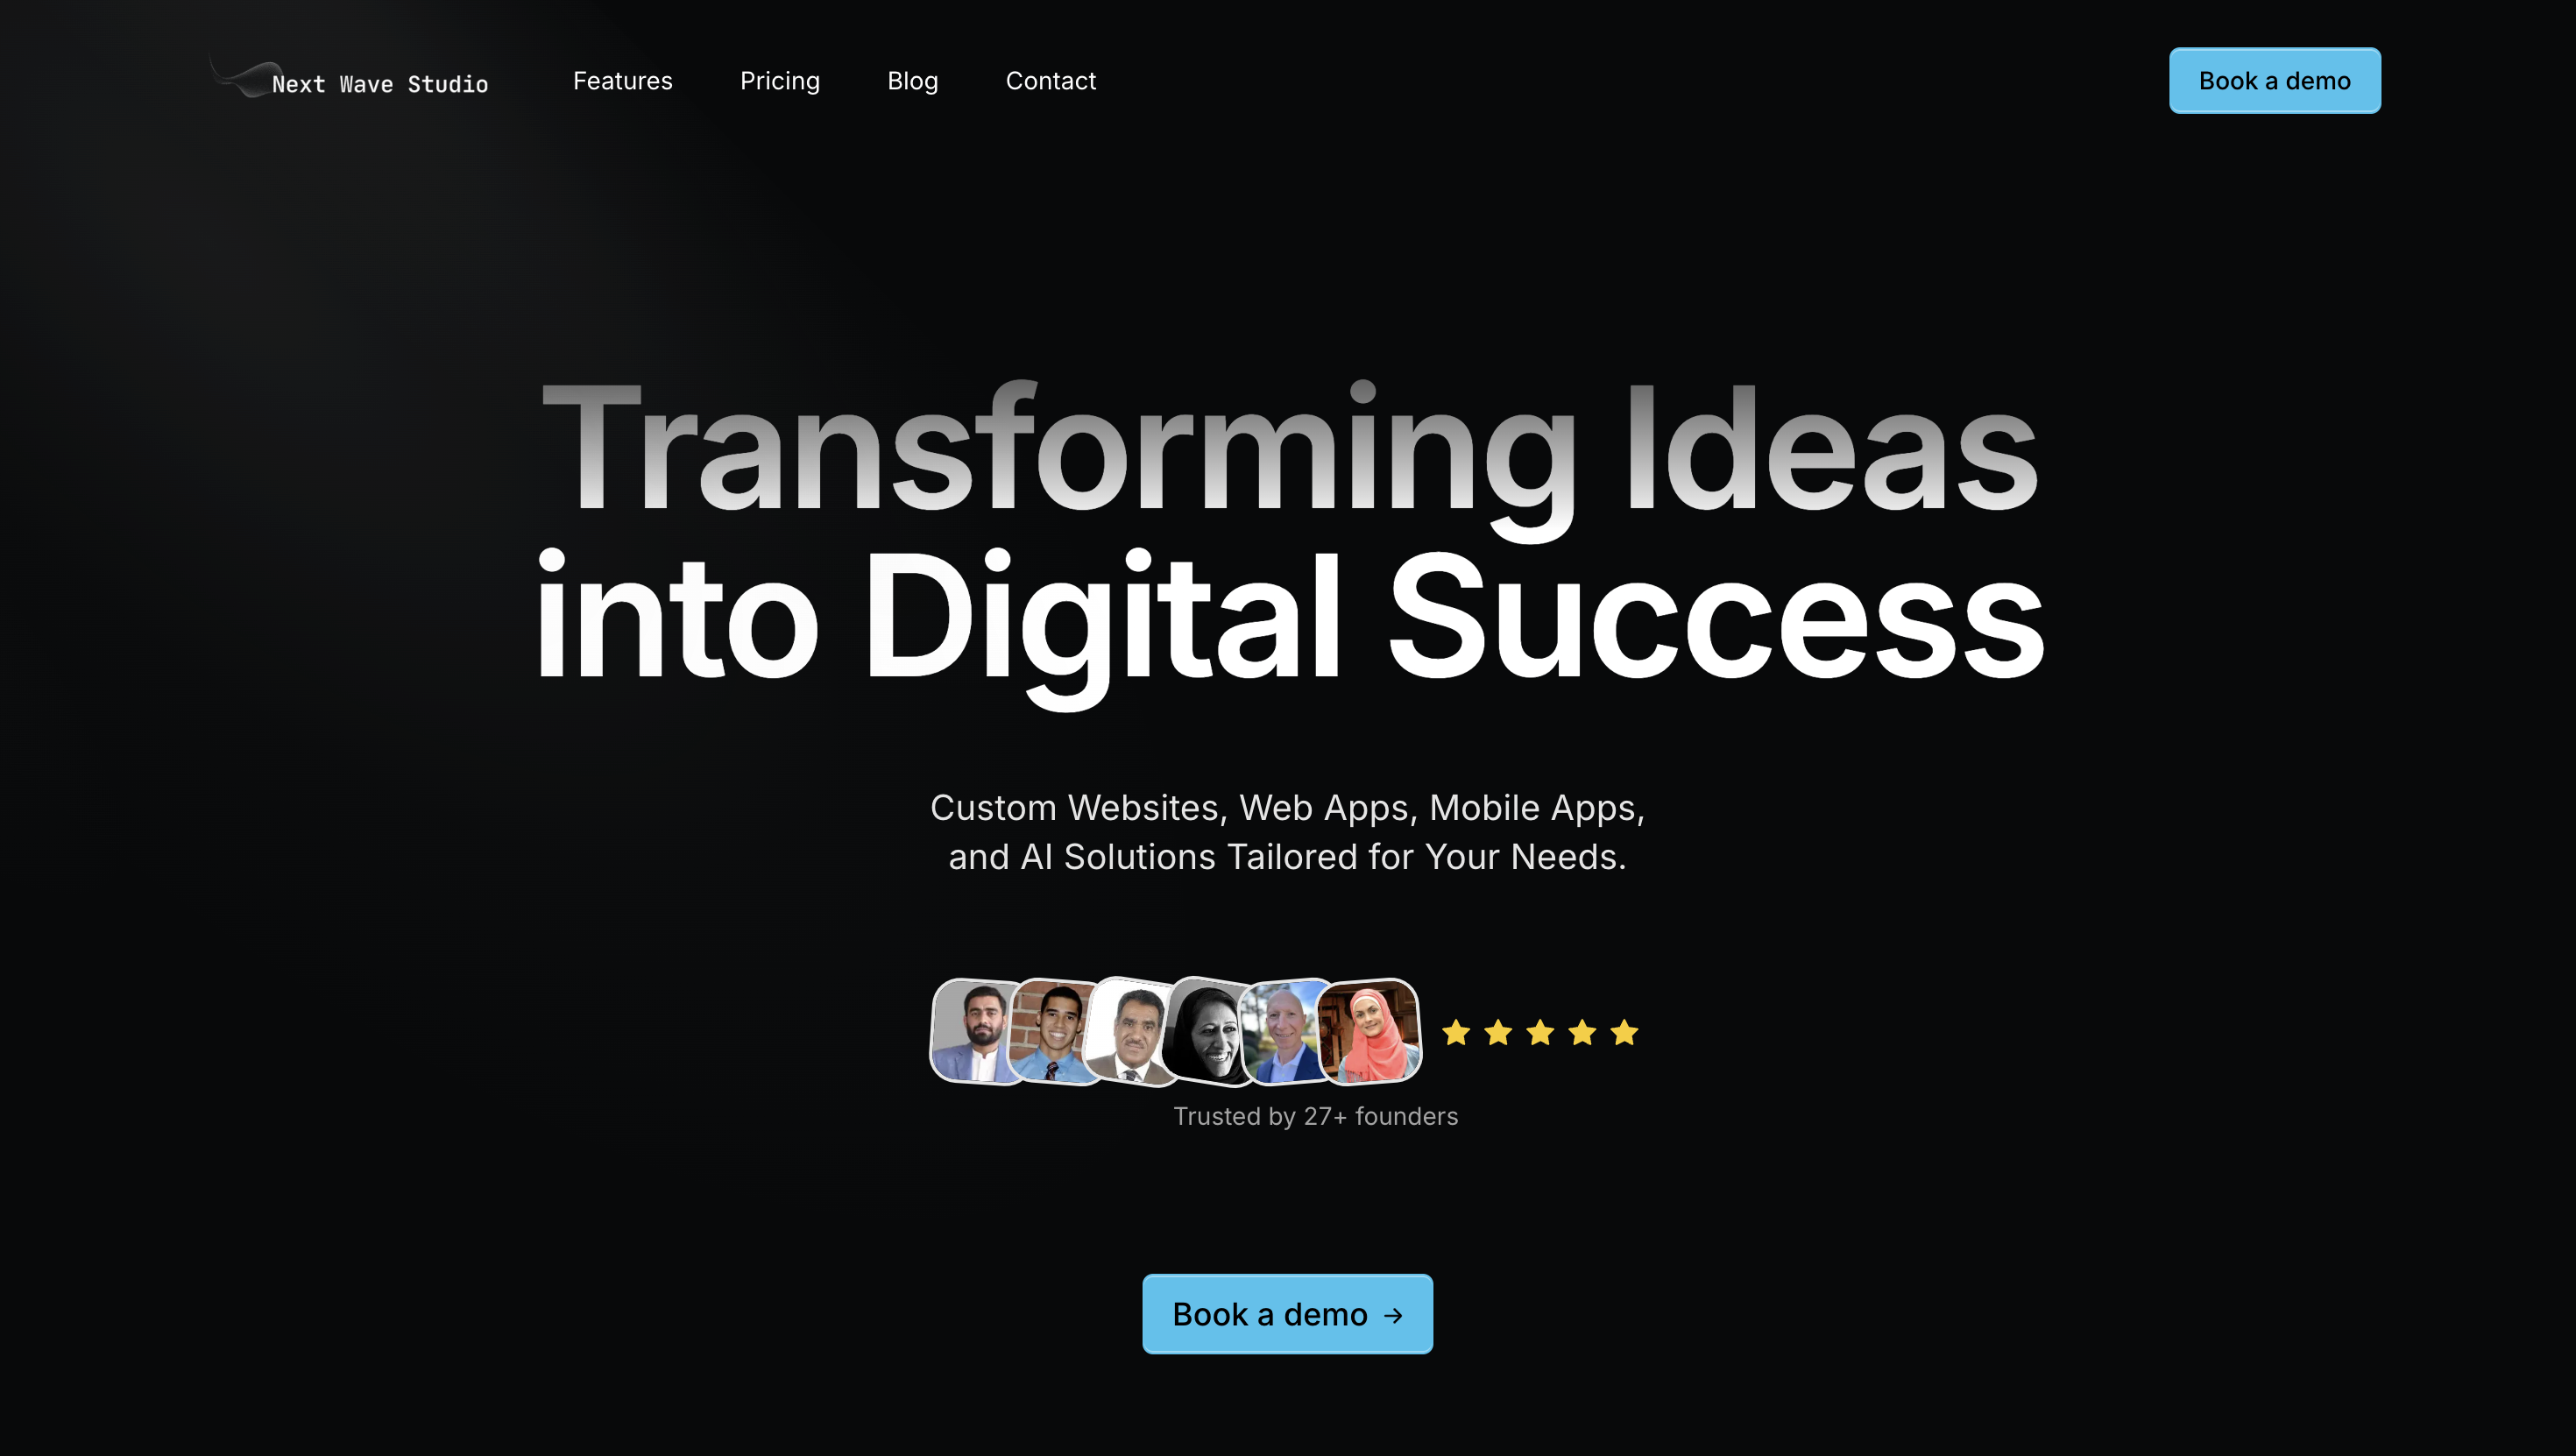 Next Wave Studio
Features
Pricing
Blog
Contact
Book a demo
Transforming Ideas
into Digital Success
Custom Websites, Web Apps, Mobile Apps,
and AI Solutions Tailored for Your Needs.
Trusted by 27+ founders
Book a demo →